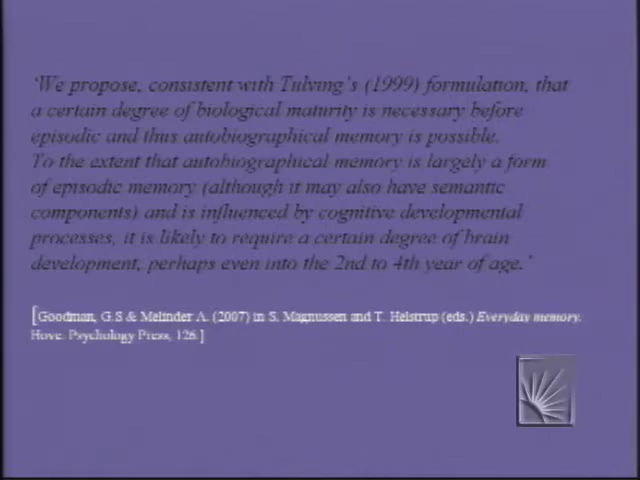 ‘We propose, consistent with Tulving’s (1999) formulation, that
a certain degree of biological maturity is necessary before
episodic and thus autobiographical memory is possible.
To the extent that autobiographical memory is largely a form
of episodic memory (although it may also have semantic
components) and is influenced by cognitive developmental
processes, it is likely to require a certain degree of brain
development, perhaps even into the 2nd to 4th year of age.’
[Goodman, G.S & Melinder A. (2007) in S. Magnussen and T. Helstrup (eds.) Everyday memory.
Hove. Psychology Press, 126.]